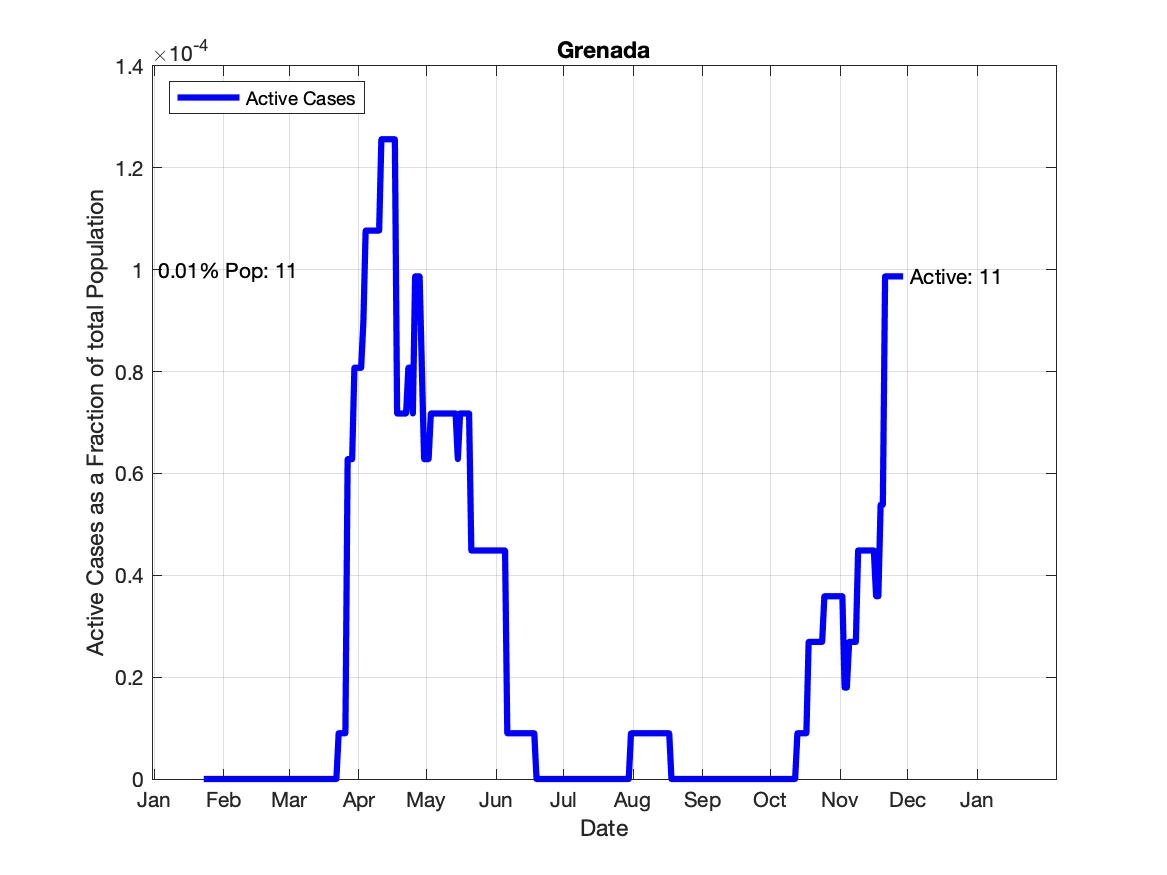 Grenada
×10-4
Active Cases
1.4
1.2
1
0.8
0.6
0.4
0.2
0
0.01% Pop: 11
Active: 11
Active Cases as a Fraction of total Population
Jan Feb Mar Apr May Jun Jul Aug Sep Oct Nov Dec Jan
Date